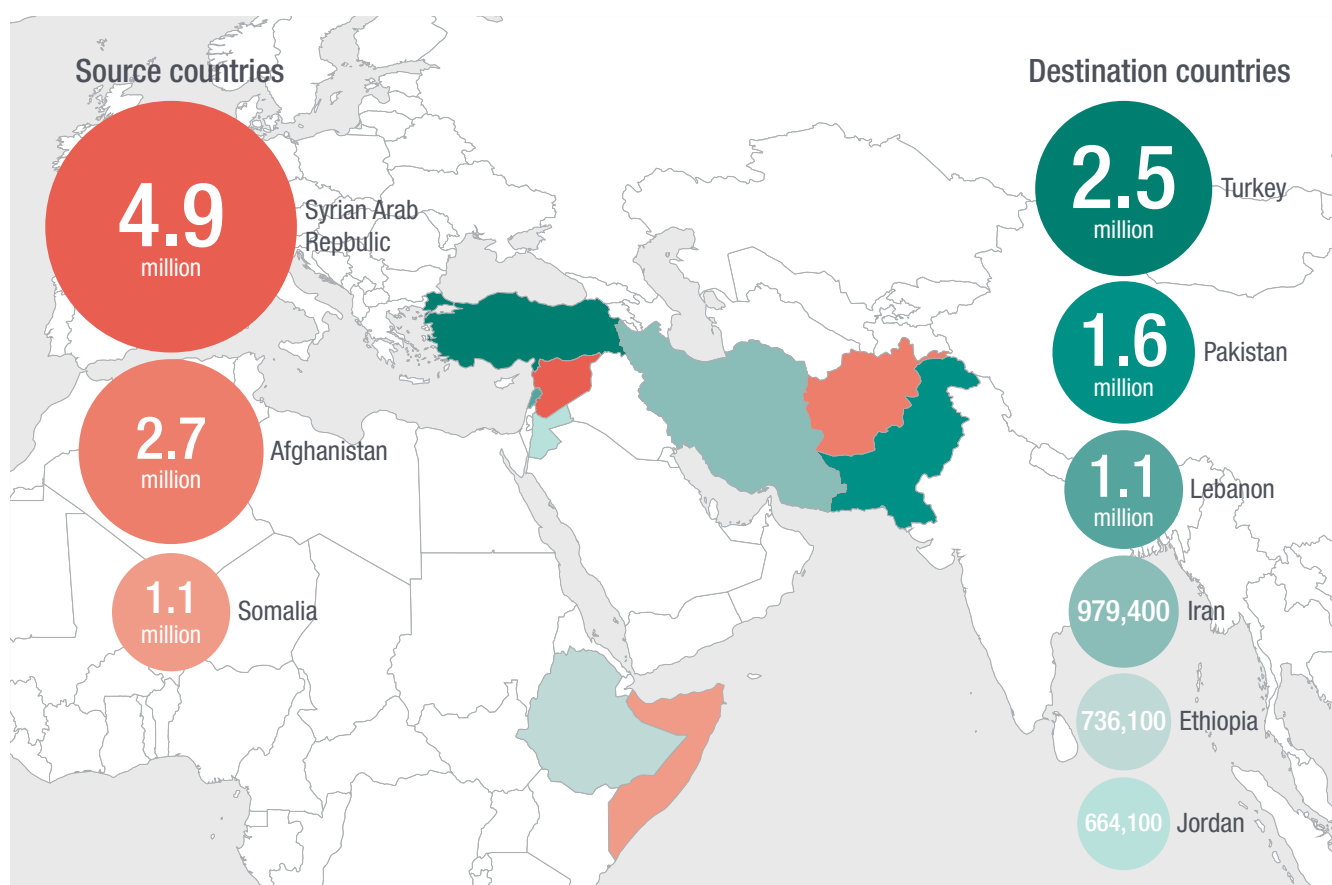 Source countries
4.9
million
Syrian Arab
Repbulic
2.7
million
Afghanistan
1.1
million
Somalia
Destination countries
2.5
million
Turkey
1.6
million
Pakistan
1.1
million
Lebanon
979,400
Iran
736,100
Ethiopia
664,100
Jordan